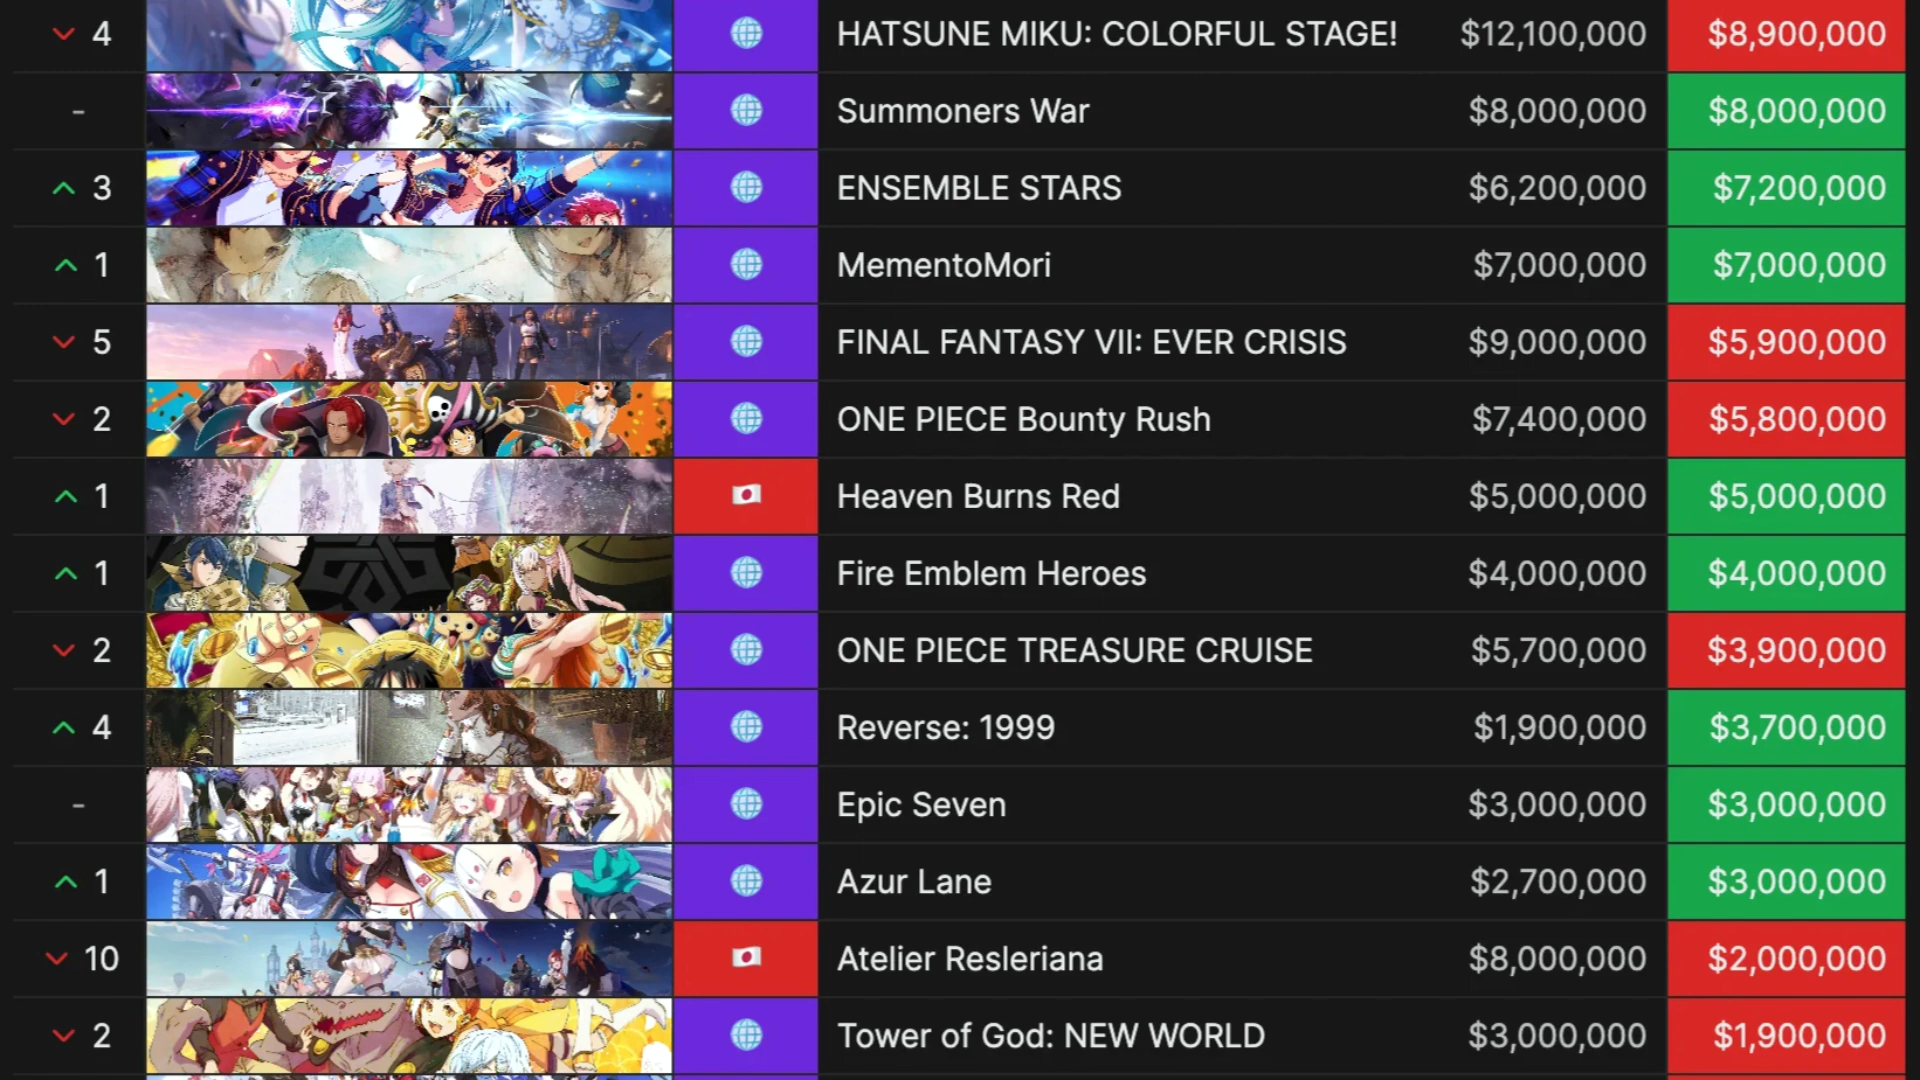 4 HATSUNE MIKU: COLORFUL STAGE! $12,100,000 $8,900,000
- Summoners War $8,000,000 $8,000,000
3 ENSEMBLE STARS $6,200,000 $7,200,000
1 MementoMori $7,000,000 $7,000,000
5 FINAL FANTASY VII: EVER CRISIS $9,000,000 $5,900,000
2 ONE PIECE Bounty Rush $7,400,000 $5,800,000
1 Heaven Burns Red $5,000,000 $5,000,000
1 Fire Emblem Heroes $4,000,000 $4,000,000
2 ONE PIECE TREASURE CRUISE $5,700,000 $3,900,000
4 Reverse: 1999 $1,900,000 $3,700,000
- Epic Seven $3,000,000 $3,000,000
1 Azur Lane $2,700,000 $3,000,000
10 Atelier Resleriana $8,000,000 $2,000,000
2 Tower of God: NEW WORLD $3,000,000 $1,900,000